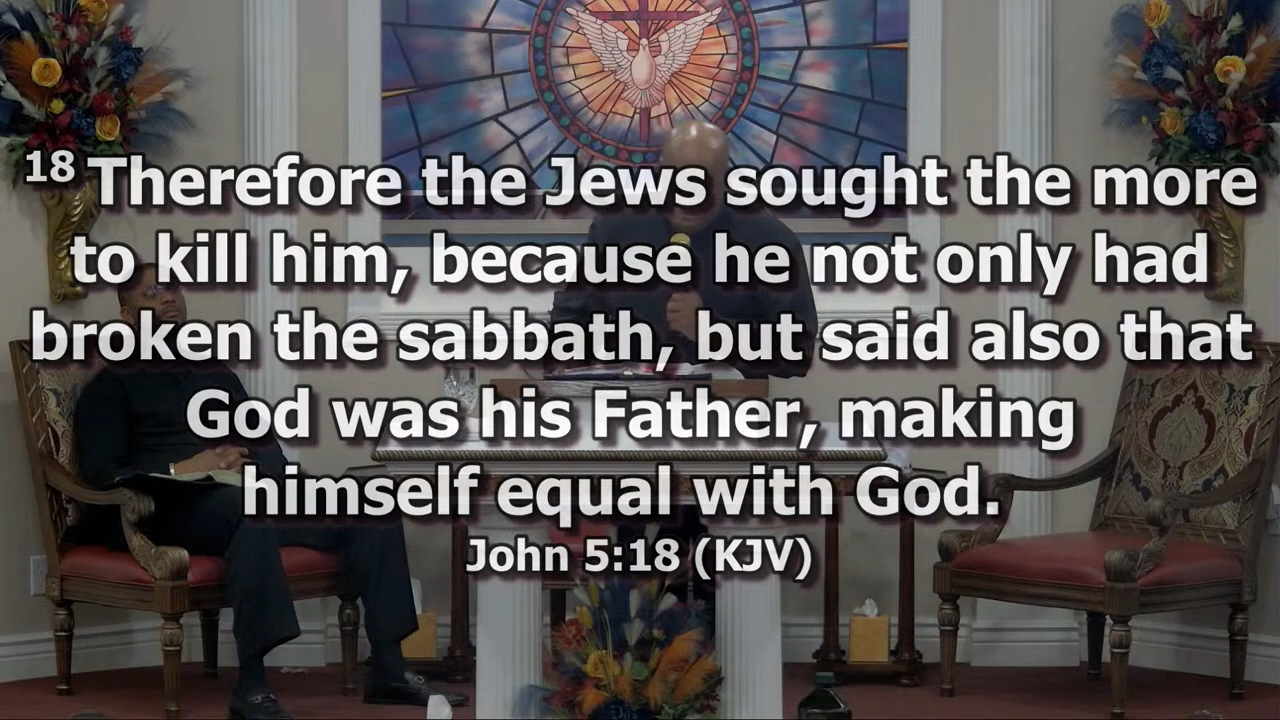 18 Therefore the Jews sought the more
to kill him, because he not only had
broken the sabbath, but said also that
God was his Father, making
himself equal with God.
John 5:18 (KJV)